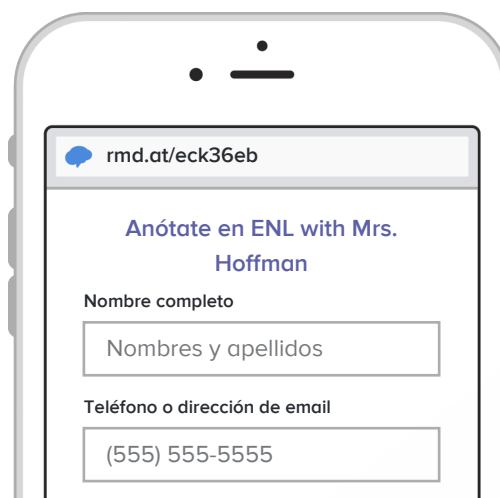 rmd.at/eck36eb
Anótate en ENL with Mrs.
Hoffman
Nombre completo
Nombres y apellidos
Teléfono o dirección de email
(555) 555-5555